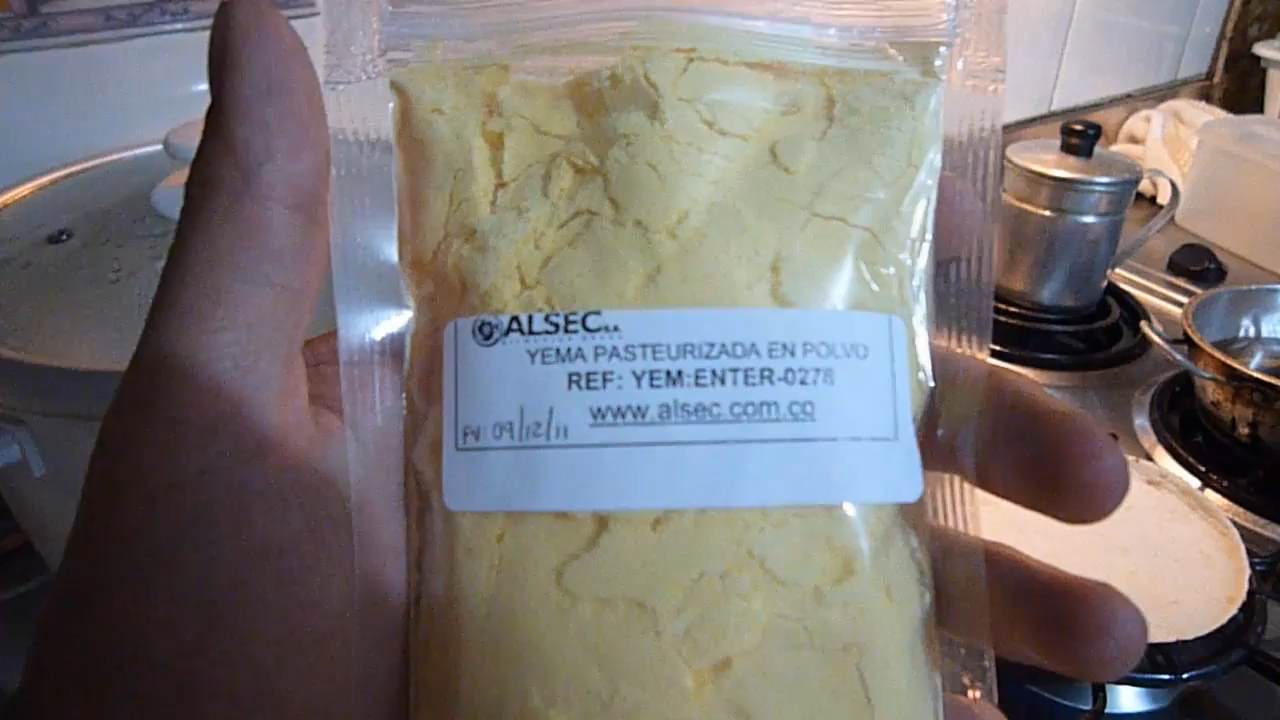 ALSEC S.A.
YEMA PASTEURIZADA EN POLVO
REF: YEM:ENTER-0278
www.alsec.com.co
FV: 09/12/11